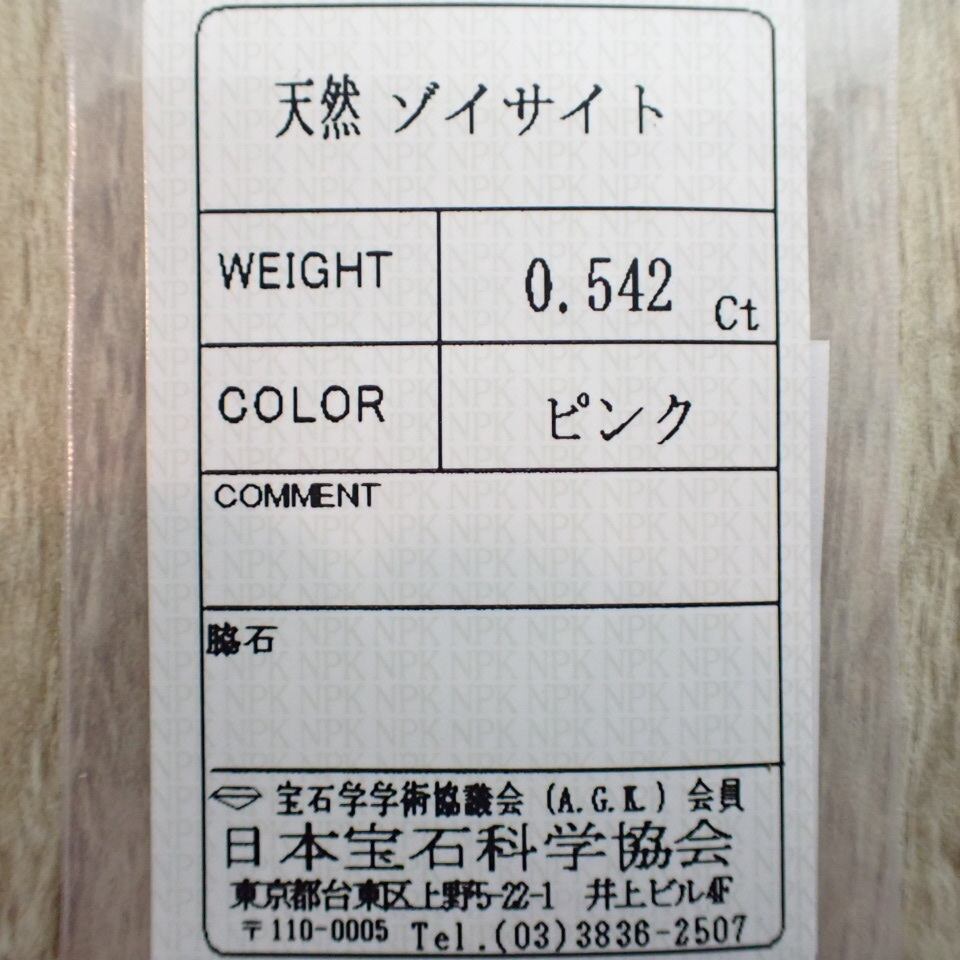 天然 ゾイサイト
WEIGHT 0.542 Ct
COLOR ピンク
COMMENT
脇石
宝石学学術協議会 (A.G.K.) 会員
日本宝石科学協会
東京都台東区上野5-22-1 井上ビル4F
〒110-0005 Tel.(03)3836-2507